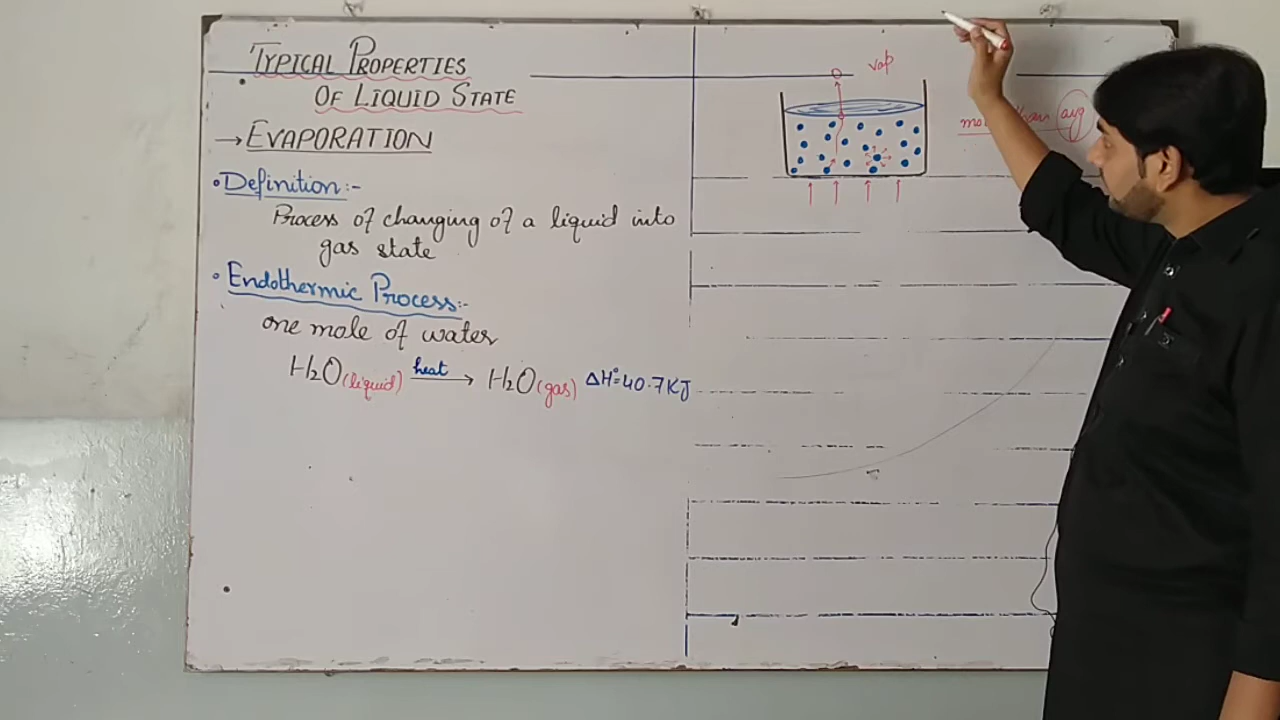 TYPICAL PROPERTIES
OF LIQUID STATE
→ EVAPORATION
• Definition:-
Process of changing of a liquid into
gas state
• Endothermic Process:-
one mole of water
H₂O(liquid) heat→ H₂O(gas) ΔH°=40.7KJ
vap
avg